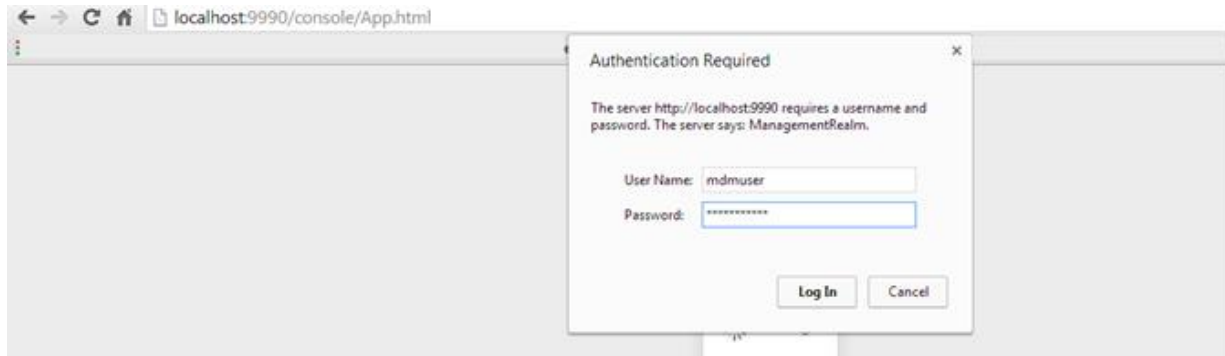 localhost:9990/console/App.html
Authentication Required
The server http://localhost:9990 requires a username and
password. The server says: ManagementRealm.
User Name: mdmuser
Password: ***********
Log In Cancel